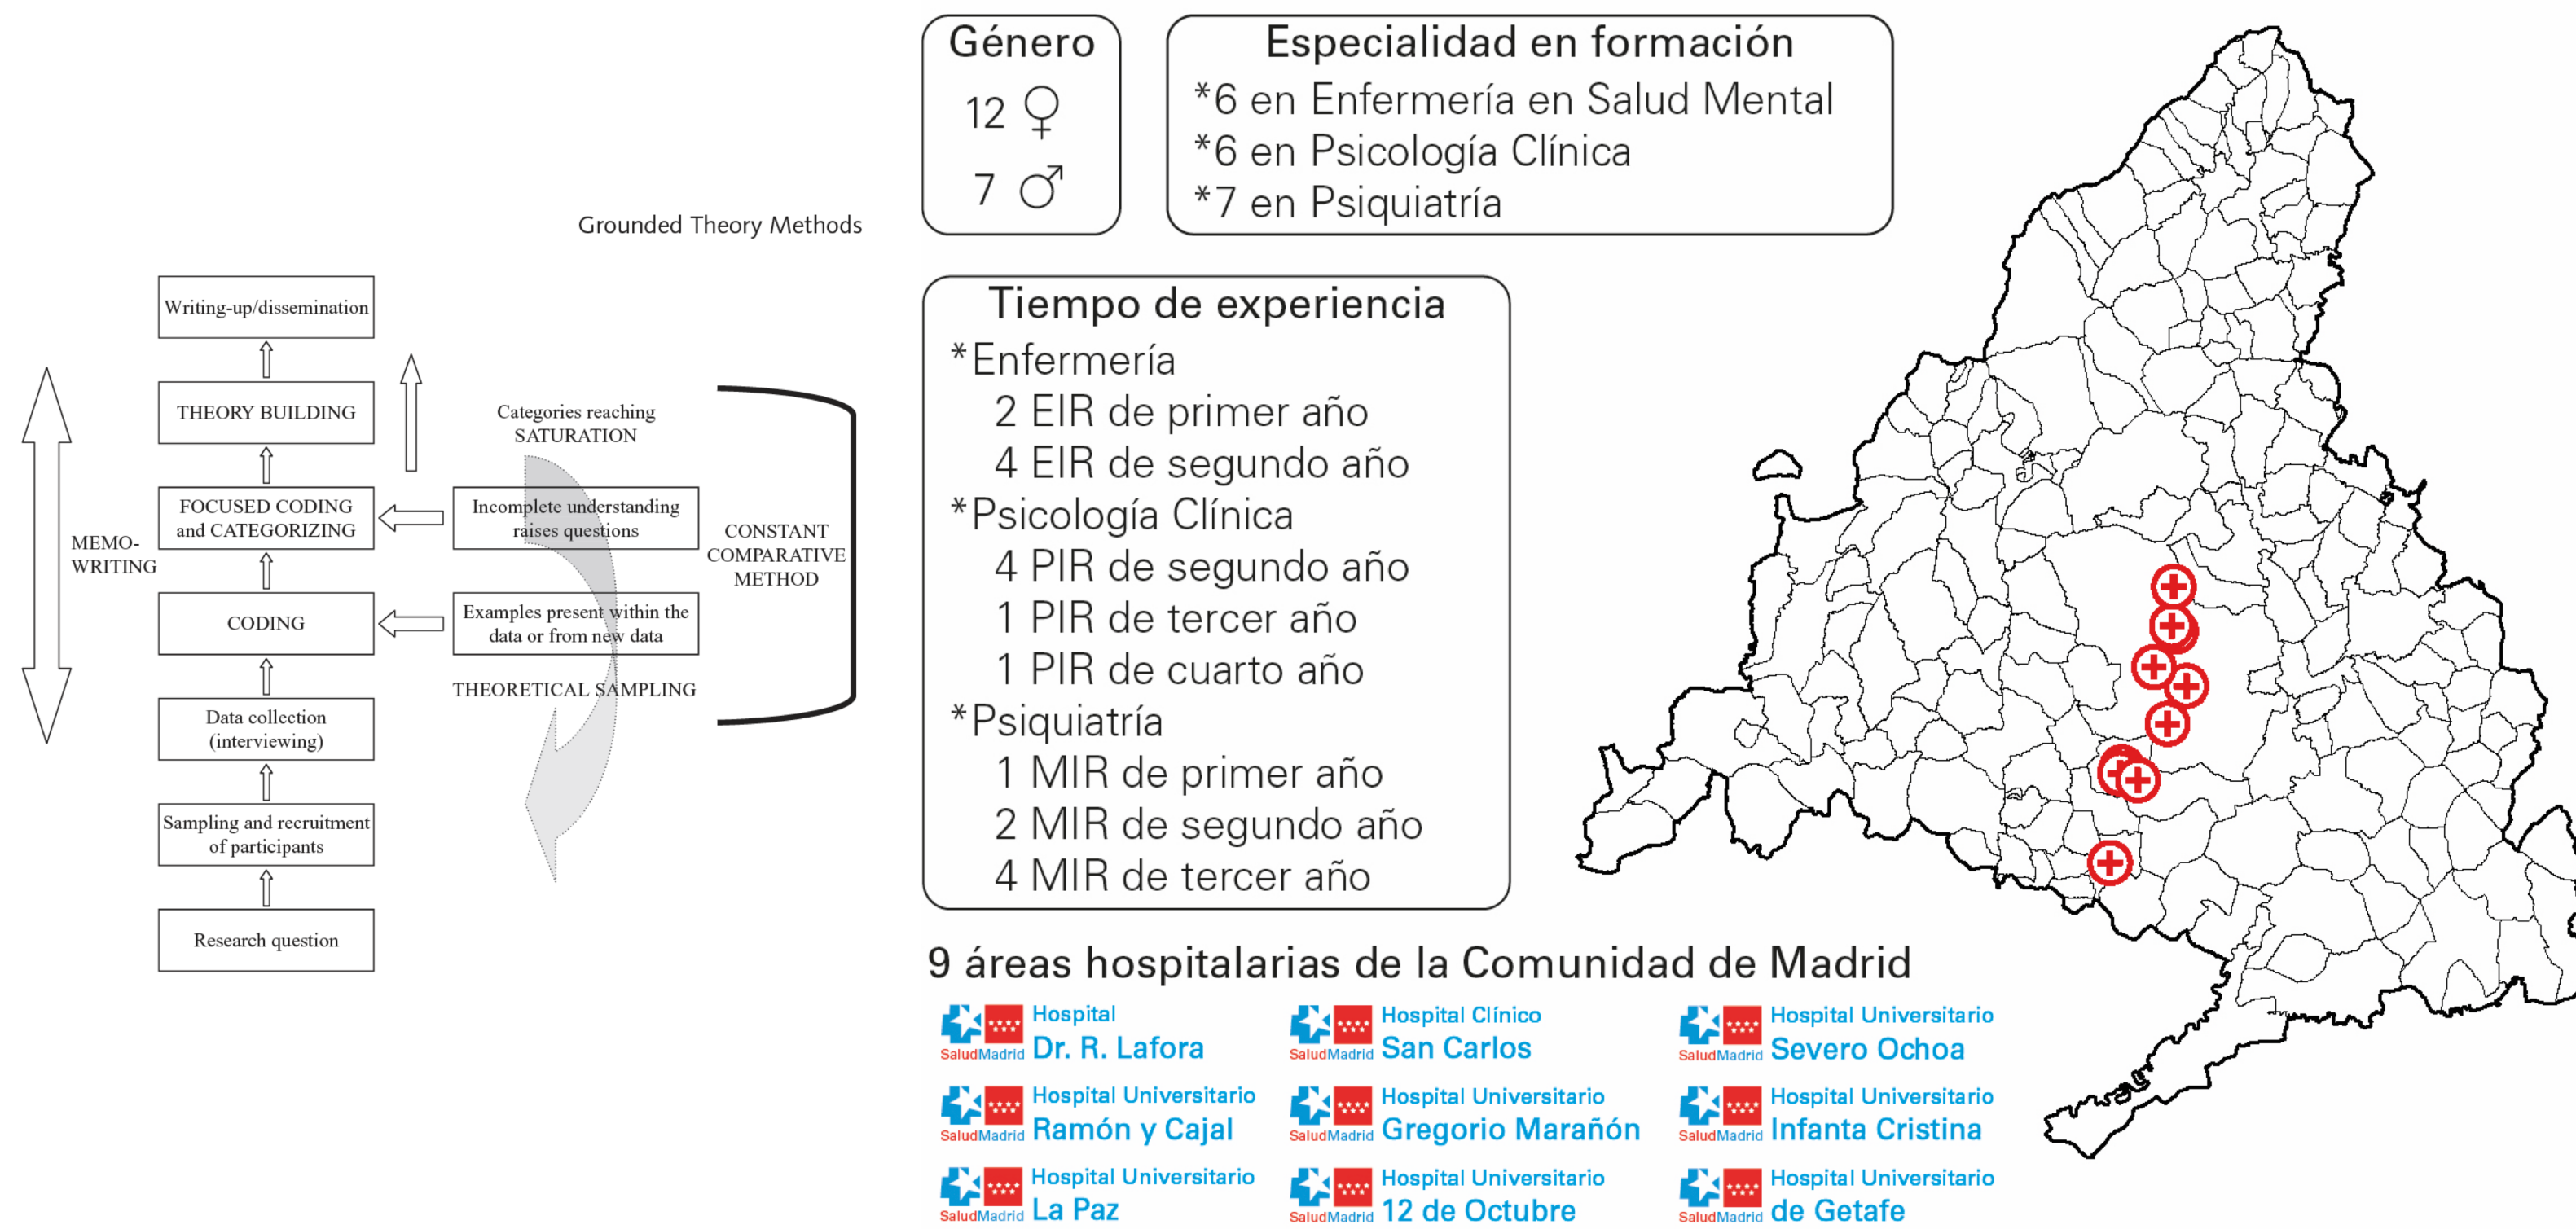 Grounded Theory Methods
Writing-up/dissemination
THEORY BUILDING
Categories reaching
SATURATION
FOCUSED CODING
and CATEGORIZING
Incomplete understanding
raises questions
MEMO-
WRITING
CONSTANT
COMPARATIVE
METHOD
CODING
Examples present within the
data or from new data
THEORETICAL SAMPLING
Data collection
(interviewing)
Sampling and recruitment
of participants
Research question
Género
12 ♀
7 ♂
Especialidad en formación
*6 en Enfermería en Salud Mental
*6 en Psicología Clínica
*7 en Psiquiatría
Tiempo de experiencia
*Enfermería
2 EIR de primer año
4 EIR de segundo año
*Psicología Clínica
4 PIR de segundo año
1 PIR de tercer año
1 PIR de cuarto año
*Psiquiatría
1 MIR de primer año
2 MIR de segundo año
4 MIR de tercer año
9 áreas hospitalarias de la Comunidad de Madrid
SaludMadrid
Hospital
Dr. R. Lafora
SaludMadrid
Hospital Clínico
San Carlos
SaludMadrid
Hospital Universitario
Severo Ochoa
SaludMadrid
Hospital Universitario
Ramón y Cajal
SaludMadrid
Hospital Universitario
Gregorio Marañón
SaludMadrid
Hospital Universitario
Infanta Cristina
SaludMadrid
Hospital Universitario
La Paz
SaludMadrid
Hospital Universitario
12 de Octubre
SaludMadrid
Hospital Universitario
de Getafe